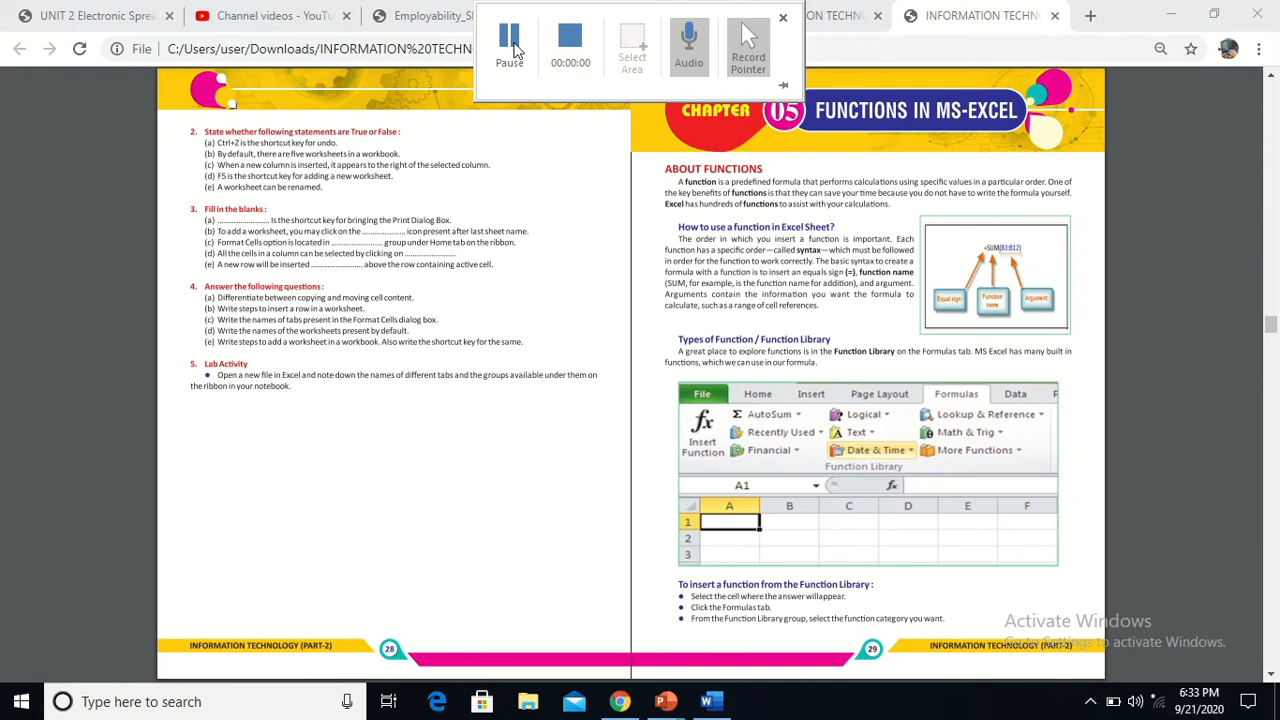 UNIT 2 Electronic Sprea
Manual calculation - YouTu
Employability_S
TECHNO
INFORMATION TECHNO
File
C:/Users/user/Desktop/INFORMATION%20TECHN
Pause
00:00:00
Select
Area
Audio
Record
Pointer
2. State whether following statements are True or False :
(a) Ctrl+Z is the shortcut key for undo.
(b) By default, there are five worksheets in a workbook.
(c) When a new column is inserted, it appears to the right of the selected column.
(d) F5 is the shortcut key for adding a new worksheet.
(e) A worksheet can be renamed.
3. Fill in the blanks :
(a) ........................ Is the shortcut key for bringing the Print Dialog Box.
(b) To add a worksheet, you may click on the .................... icon present after last sheet name.
(c) Format Cells option is located in ........................ group under Home tab on the ribbon.
(d) All the cells in a column can be selected by clicking on ........................
(e) A new row will be inserted ........................ above the row containing active cell.
4. Answer the following questions :
(a) Differentiate between copying and moving cell content.
(b) Write steps to insert a row in a worksheet.
(c) Write the names of tabs present in the Format Cells dialog box.
(d) Write the names of the worksheets present by default.
(e) Write steps to add a worksheet in a workbook. Also write the shortcut key for the same.
5. Lab Activity
● Open a new file in Excel and note down the names of different tabs and the groups available under them on
the ribbon in your notebook.
INFORMATION TECHNOLOGY (PART-2)
28
CHAPTER 05 FUNCTIONS IN MS-EXCEL
ABOUT FUNCTIONS
A function is a predefined formula that performs calculations using specific values in a particular order. One of
the key benefits of functions is that they can save your time because you do not have to write the formula yourself.
Excel has hundreds of functions to assist with your calculations.
How to use a function in Excel Sheet?
The order in which you insert a function is important. Each
function has a specific order—called syntax—which must be followed
in order for the function to work correctly. The basic syntax to create a
formula with a function is to insert an equals sign (=), function name
(SUM, for example, is the function name for addition), and argument.
Arguments contain the information you want the formula to
calculate, such as a range of cell references.
=SUM(B3:B12)
Equal sign
Function
name
Argument
Types of Function / Function Library
A great place to explore functions is in the Function Library on the Formulas tab. MS Excel has many built in
functions, which we can use in our formula.
File Home Insert Page Layout Formulas Data
fx
Insert
Function
Σ AutoSum
Logical
Lookup & Reference
Recently Used
Text
Math & Trig
Financial
Date & Time
More Functions
Function Library
A1
fx
A B C D E F
1
2
3
To insert a function from the Function Library :
● Select the cell where the answer willappear.
● Click the Formulas tab.
● From the Function Library group, select the function category you want.
29
INFORMATION TECHNOLOGY (PART-2)
Activate Windows
Go to Settings to activate Windows.
Type here to search
6:33 PM
9/21/2020